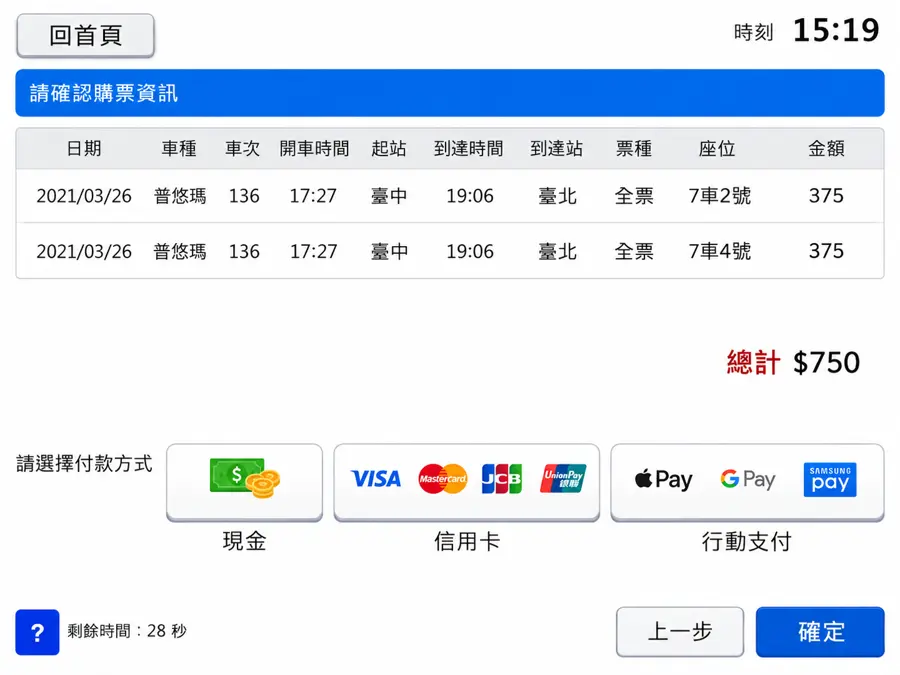 回首頁
時刻 15:19
請確認購票資訊
日期 車種 車次 開車時間 起站 到達時間 到達站 票種 座位 金額
2021/03/26 普悠瑪 136 17:27 臺中 19:06 臺北 全票 7車2號 375
2021/03/26 普悠瑪 136 17:27 臺中 19:06 臺北 全票 7車4號 375
總計 $750
請選擇付款方式
$ VISA Mastercard JCB UnionPay 银联 Pay G Pay SAMSUNG pay
現金 信用卡 行動支付
? 剩餘時間：28 秒
上一步 確定